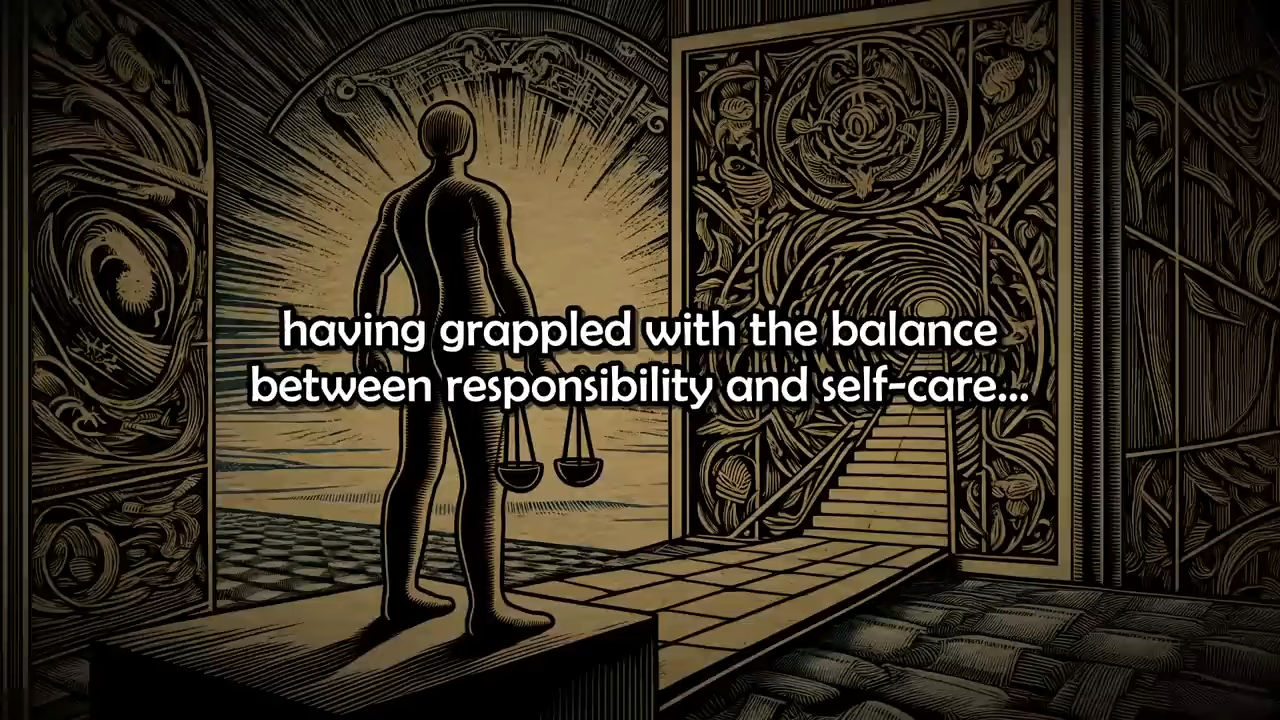 having grappled with the balance
between responsibility and self-care...